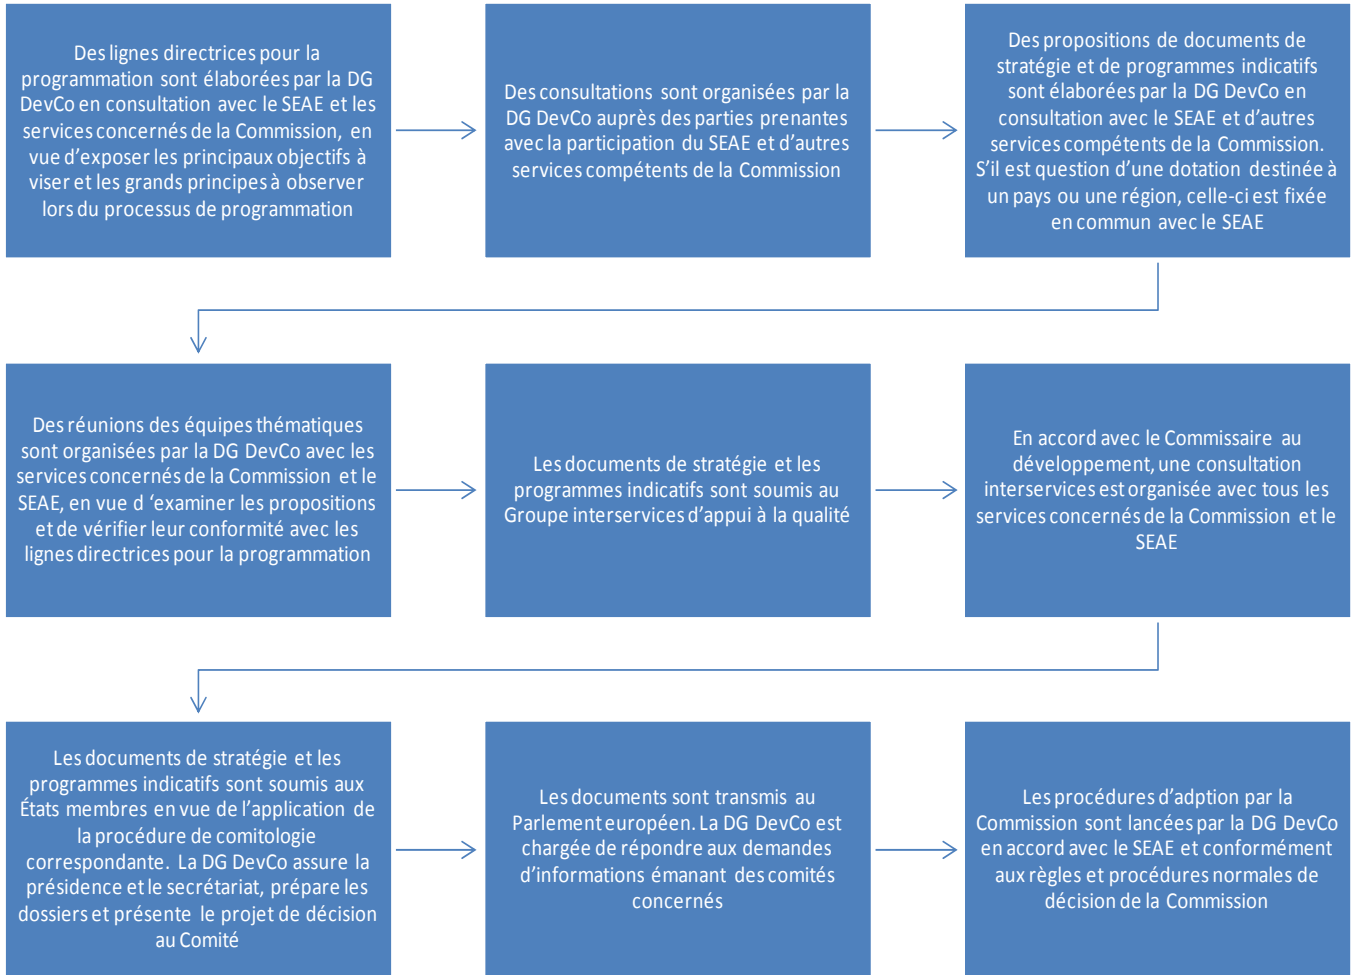 Des lignes directrices pour la
programmation sont élaborées par la DG
DevCo en consultation avec le SEAE et les
services concernés de la Commission, en
vue d’exposer les principaux objectifs à
viser et les grands principes à observer
lors du processus de programmation
Des consultations sont organisées par la
DG DevCo auprès des parties prenantes
avec la participation du SEAE et d’autres
services compétents de la Commission
Des propositions de documents de
stratégie et de programmes indicatifs
sont élaborées par la DG DevCo en
consultation avec le SEAE et d’autres
services compétents de la Commission.
S’il est question d’une dotation destinée à
un pays ou une région, celle-ci est fixée
en commun avec le SEAE
Des réunions des équipes thématiques
sont organisées par la DG DevCo avec les
services concernés de la Commission et le
SEAE, en vue d ‘examiner les propositions
et de vérifier leur conformité avec les
lignes directrices pour la programmation
Les documents de stratégie et les
programmes indicatifs sont soumis au
Groupe interservices d’appui à la qualité
En accord avec le Commissaire au
développement, une consultation
interservices est organisée avec tous les
services concernés de la Commission et le
SEAE
Les documents de stratégie et les
programmes indicatifs sont soumis aux
États membres en vue de l’application de
la procédure de comitologie
correspondante. La DG DevCo assure la
présidence et le secrétariat, prépare les
dossiers et présente le projet de décision
au Comité
Les documents sont transmis au
Parlement européen. La DG DevCo est
chargée de répondre aux demandes
d’informations émanant des comités
concernés
Les procédures d’adption par la
Commission sont lancées par la DG DevCo
en accord avec le SEAE et conformément
aux règles et procédures normales de
décision de la Commission